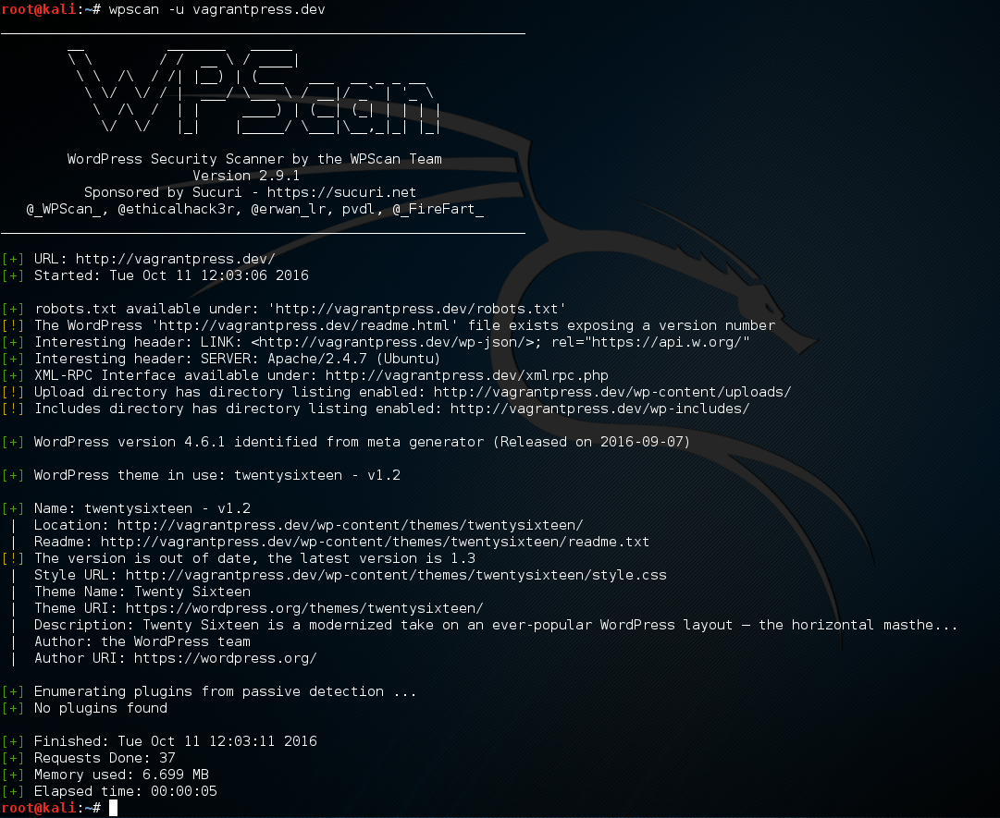 root@kali:~# wpscan -u vagrantpress.dev
_______________________________________________________________
        __          _______   _____
        \ \        / /  __ \ / ____|
         \ \  /\  / /| |__) | (___   ___  __ _ _ __
          \ \/  \/ / |  ___/ \___ \ / __|/ _` | '_ \
           \  /\  /  | |     ____) | (__| (_| | | | |
            \/  \/   |_|    |_____/ \___|\__,_|_| |_|
        WordPress Security Scanner by the WPScan Team
                       Version 2.9.1
          Sponsored by Sucuri - https://sucuri.net
   @_WPScan_, @ethicalhack3r, @erwan_lr, pvdl, @_FireFart_
_______________________________________________________________
[+] URL: http://vagrantpress.dev/
[+] Started: Tue Oct 11 12:03:06 2016
[+] robots.txt available under: 'http://vagrantpress.dev/robots.txt'
[!] The WordPress 'http://vagrantpress.dev/readme.html' file exists exposing a version number
[+] Interesting header: LINK: <http://vagrantpress.dev/wp-json/>; rel="https://api.w.org/"
[+] Interesting header: SERVER: Apache/2.4.7 (Ubuntu)
[+] XML-RPC Interface available under: http://vagrantpress.dev/xmlrpc.php
[!] Upload directory has directory listing enabled: http://vagrantpress.dev/wp-content/uploads/
[!] Includes directory has directory listing enabled: http://vagrantpress.dev/wp-includes/
[+] WordPress version 4.6.1 identified from meta generator (Released on 2016-09-07)
[+] WordPress theme in use: twentysixteen - v1.2
[+] Name: twentysixteen - v1.2
 |  Location: http://vagrantpress.dev/wp-content/themes/twentysixteen/
 |  Readme: http://vagrantpress.dev/wp-content/themes/twentysixteen/readme.txt
[!] The version is out of date, the latest version is 1.3
 |  Style URL: http://vagrantpress.dev/wp-content/themes/twentysixteen/style.css
 |  Theme Name: Twenty Sixteen
 |  Theme URI: https://wordpress.org/themes/twentysixteen/
 |  Description: Twenty Sixteen is a modernized take on an ever-popular WordPress layout — the horizontal masthe...
 |  Author: the WordPress team
 |  Author URI: https://wordpress.org/
[+] Enumerating plugins from passive detection ...
[+] No plugins found
[+] Finished: Tue Oct 11 12:03:11 2016
[+] Requests Done: 37
[+] Memory used: 6.699 MB
[+] Elapsed time: 00:00:05
root@kali:~#